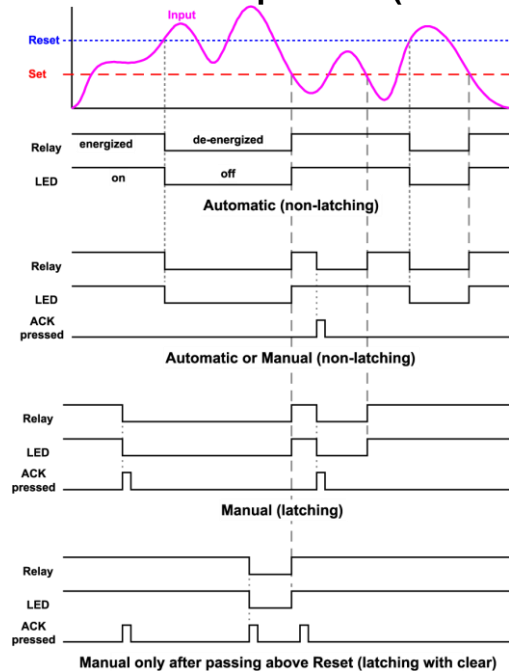 Input
Reset
Set
Relay energized de-energized
LED on off
Automatic (non-latching)
Relay
LED
ACK
pressed
Automatic or Manual (non-latching)
Relay
LED
ACK
pressed
Manual (latching)
Relay
LED
ACK
pressed
Manual only after passing above Reset (latching with clear)